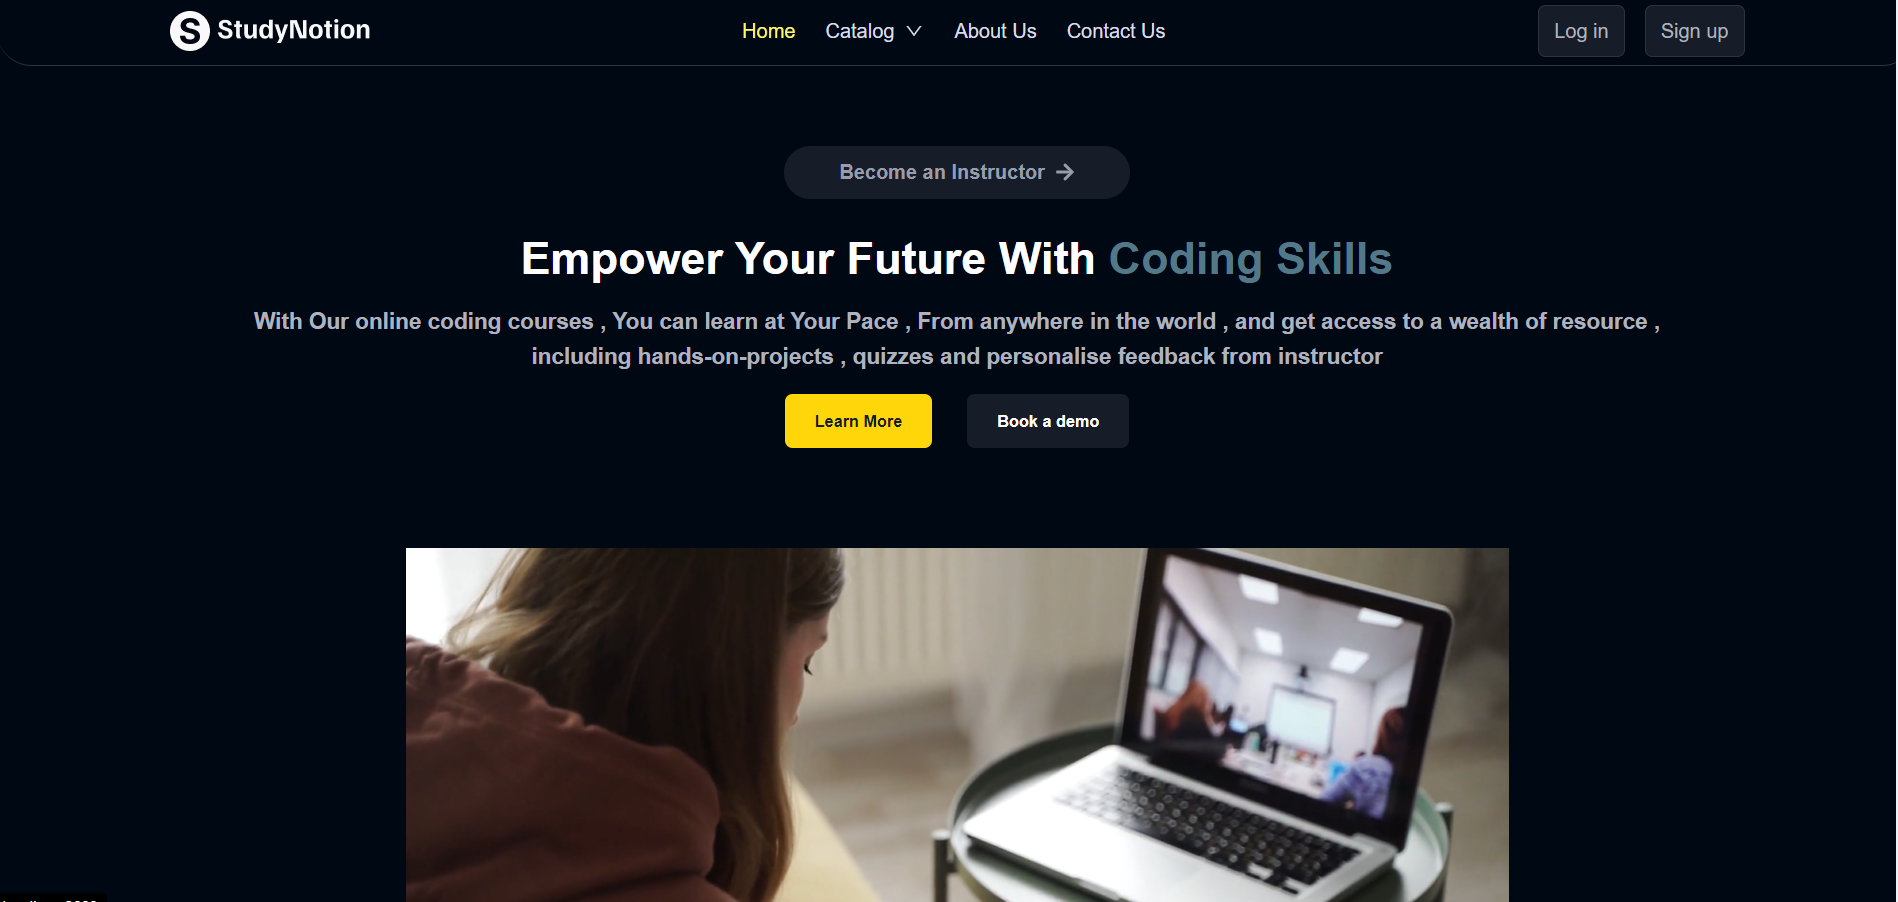 S StudyNotion
Home Catalog About Us Contact Us
Log in Sign up
Become an Instructor
Empower Your Future With Coding Skills
With Our online coding courses , You can learn at Your Pace , From anywhere in the world , and get access to a wealth of resource ,
including hands-on-projects , quizzes and personalise feedback from instructor
Learn More Book a demo